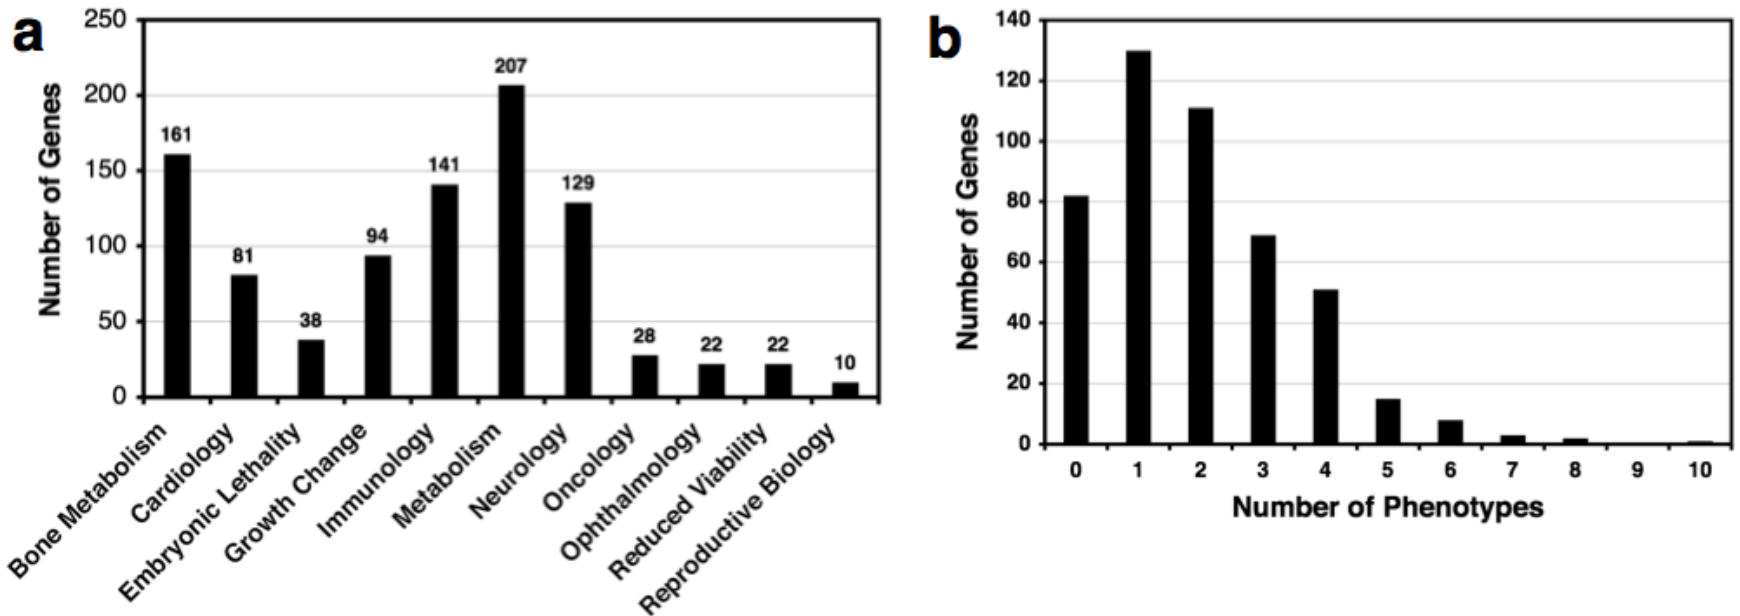 a
Number of Genes
250
200
150
100
50
0
161
81
38
94
141
207
129
28
22
22
10
Bone Metabolism
Cardiology
Embryonic Lethality
Growth Change
Immunology
Metabolism
Neurology
Oncology
Ophthalmology
Reduced Viability
Reproductive Biology
b
Number of Genes
140
120
100
80
60
40
20
0
0 1 2 3 4 5 6 7 8 9 10
Number of Phenotypes